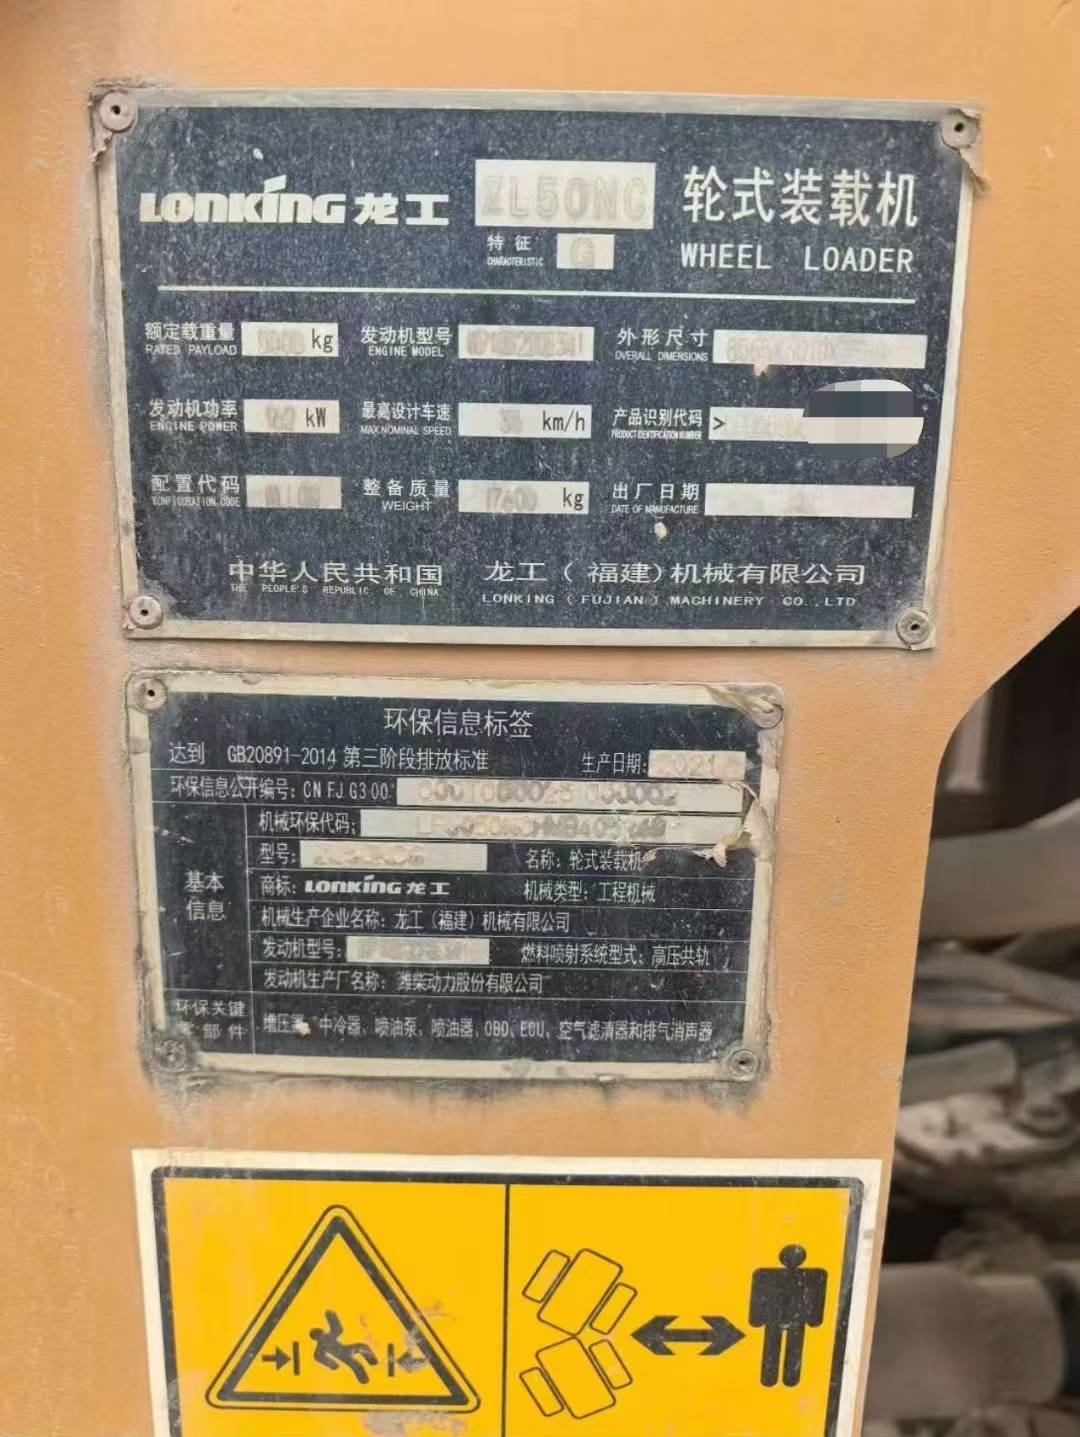 LONKING 龙工 ZL50NC 轮式装载机
特征 G WHEEL LOADER
CHARACTERISTIC
额定载重量 kg 发动机型号 外形尺寸
RATED PAYLOAD ENGINE MODEL OVERALL DIMENSIONS
发动机功率 162 kW 最高设计车速 km/h 产品识别代码 >
ENGINE POWER MAX NOMINAL SPEED PRODUCT IDENTIFICATION NUMBER
配置代码 整备质量 17600 kg 出厂日期
CONFIGURATION CODE WEIGHT DATE OF MANUFACTURE
中华人民共和国 龙工(福建)机械有限公司
THE PEOPLE'S REPUBLIC OF CHINA LONKING (FUJIAN) MACHINERY CO.,LTD
环保信息标签
达到 GB20891-2014 第三阶段排放标准 生产日期: 2021
环保信息公开编号: CN FJ G3 00
机械环保代码:
型号: 名称: 轮式装载机
基本信息 商标: LONKING 龙工 机械类型: 工程机械
机械生产企业名称: 龙工(福建)机械有限公司
发动机型号: 燃料喷射系统型式: 高压共轨
发动机生产厂名称: 潍柴动力股份有限公司
环保关键零部件 增压器、中冷器、喷油泵、喷油器、OBD、ECU、空气滤清器和排气消声器